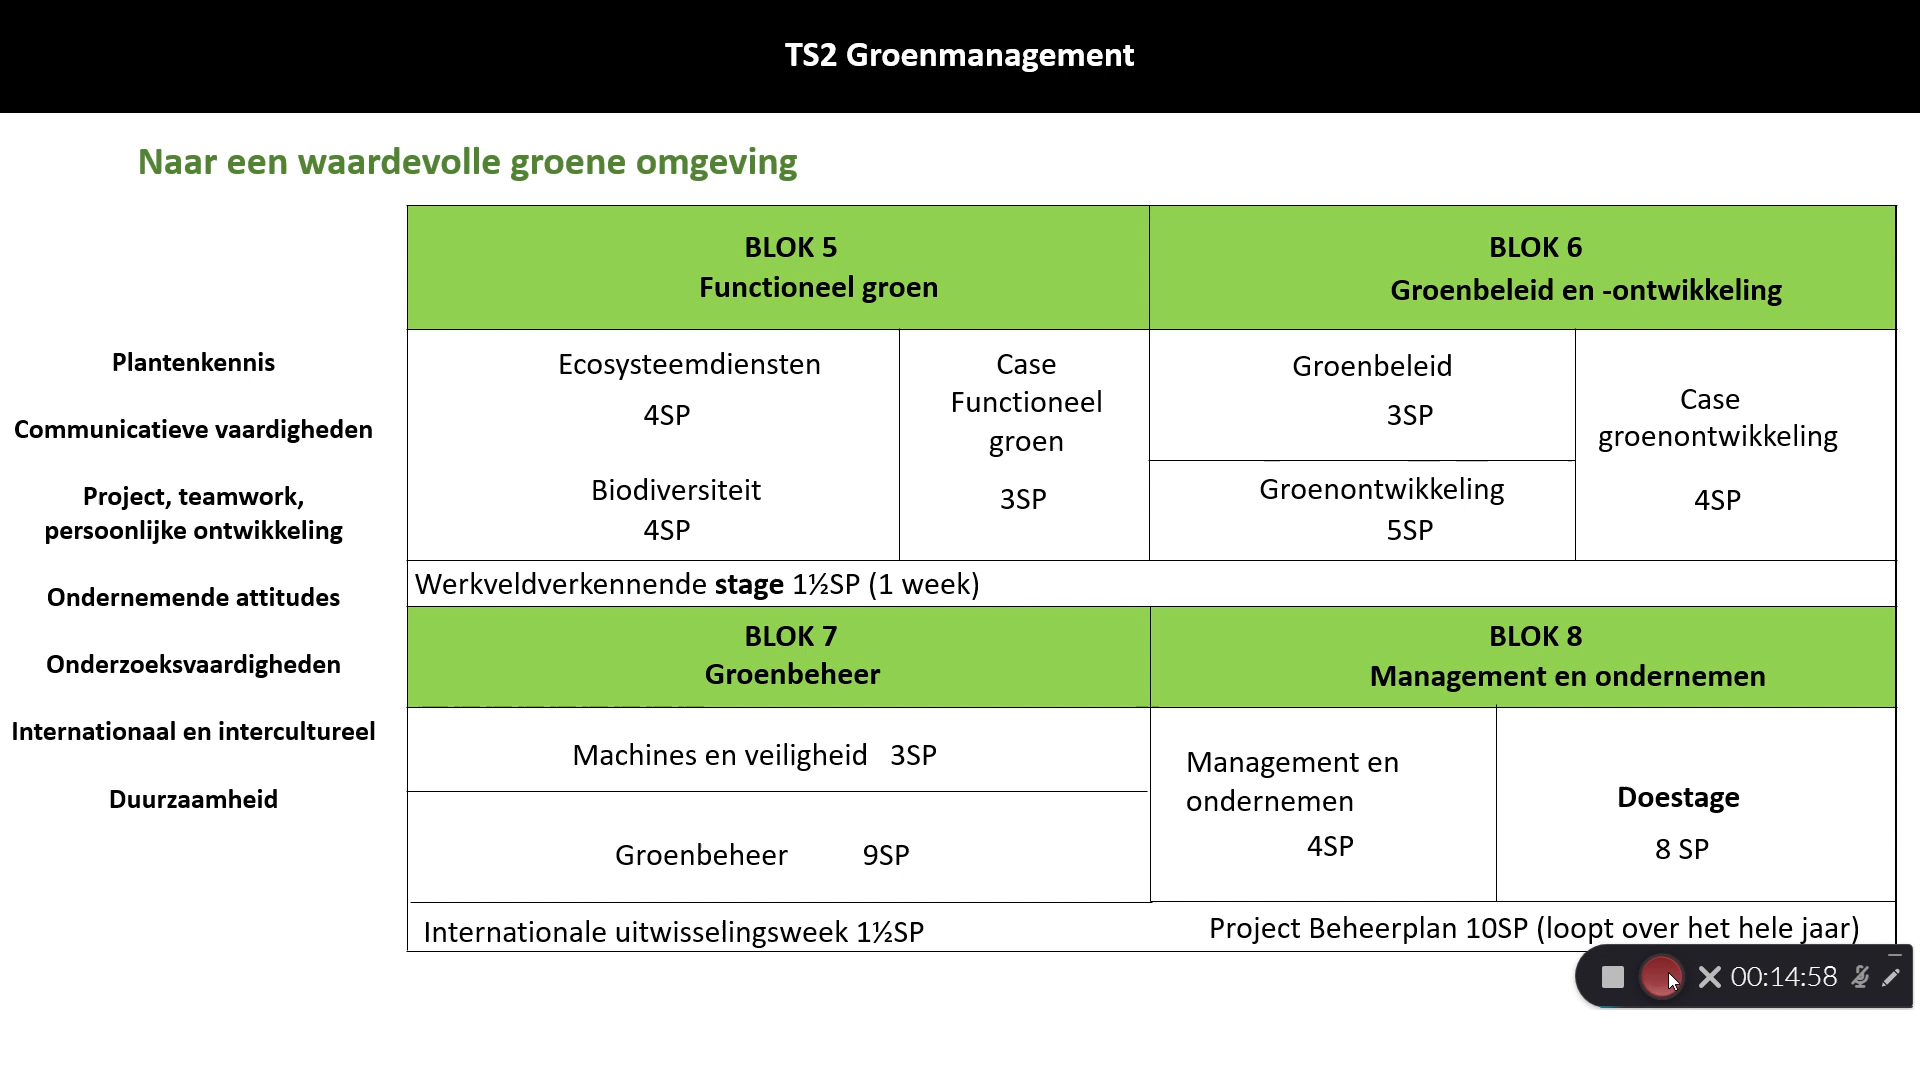 TS2 Groenmanagement
Naar een waardevolle groene omgeving
Plantenkennis
Communicatieve vaardigheden
Project, teamwork,
persoonlijke ontwikkeling
Ondernemende attitudes
Onderzoeksvaardigheden
Internationaal en intercultureel
Duurzaamheid
BLOK 5
Functioneel groen
BLOK 6
Groenbeleid en -ontwikkeling
Ecosysteemdiensten
4SP
Biodiversiteit
4SP
Case
Functioneel
groen
3SP
Groenbeleid
3SP
Groenontwikkeling
5SP
Case
groenontwikkeling
4SP
Werkveldverkennende stage 1½SP (1 week)
BLOK 7
Groenbeheer
BLOK 8
Management en ondernemen
Machines en veiligheid 3SP
Groenbeheer 9SP
Management en
ondernemen
4SP
Doestage
8 SP
Internationale uitwisselingsweek 1½SP
Project Beheerplan 10SP (loopt over het hele jaar)
00:14:58